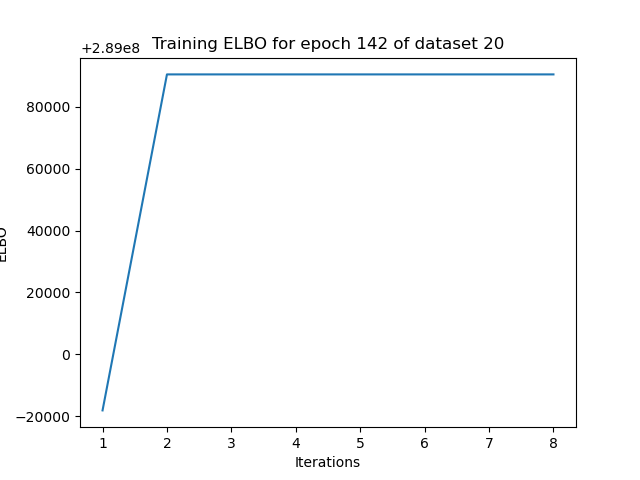 +2.89e8
Training ELBO for epoch 142 of dataset 20
80000
60000
40000
20000
0
−20000
ELBO
1 2 3 4 5 6 7 8
Iterations